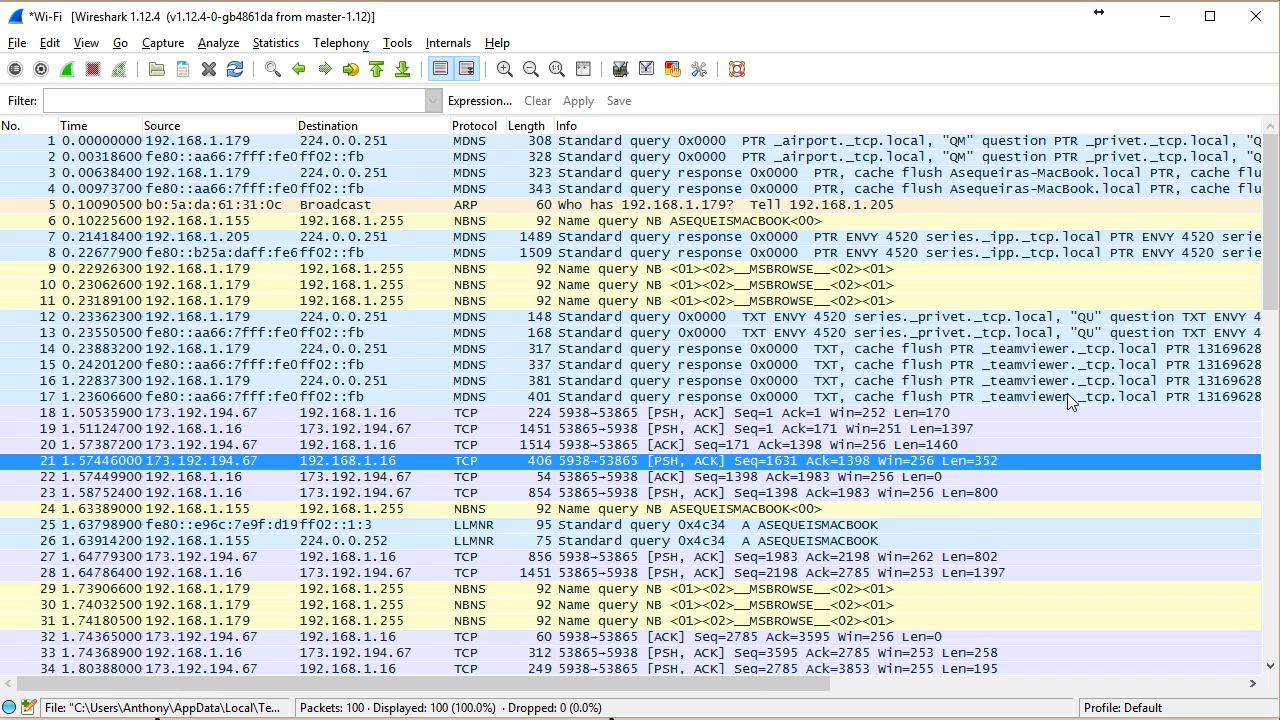 *Wi-Fi [Wireshark 1.12.4 (v1.12.4-0-gb4861da from master-1.12)]
File Edit View Go Capture Analyze Statistics Telephony Tools Internals Help
Filter: Expression... Clear Apply Save
No. Time Source Destination Protocol Length Info
1 0.00000000 192.168.1.179 224.0.0.251 MDNS 308 Standard query 0x0000 PTR _airport._tcp.local, "QM" question PTR _privet._tcp.local, "Q
2 0.00318600 fe80::aa66:7fff:fe0 ff02::fb MDNS 328 Standard query 0x0000 PTR _airport._tcp.local, "QM" question PTR _privet._tcp.local, "Q
3 0.00638400 192.168.1.179 224.0.0.251 MDNS 323 Standard query response 0x0000 PTR, cache flush Asequeiras-MacBook.local PTR, cache flu
4 0.00973700 fe80::aa66:7fff:fe0 ff02::fb MDNS 343 Standard query response 0x0000 PTR, cache flush Asequeiras-MacBook.local PTR, cache flu
5 0.10090500 b0:5a:da:61:31:0c Broadcast ARP 60 Who has 192.168.1.179? Tell 192.168.1.205
6 0.10225600 192.168.1.155 192.168.1.255 NBNS 92 Name query NB ASEQUEISMACBOOK<00>
7 0.21418400 192.168.1.205 224.0.0.251 MDNS 1489 Standard query response 0x0000 PTR ENVY 4520 series._ipp._tcp.local PTR ENVY 4520 serie
8 0.22677900 fe80::b25a:daff:fe6 ff02::fb MDNS 1509 Standard query response 0x0000 PTR ENVY 4520 series._ipp._tcp.local PTR ENVY 4520 serie
9 0.22926300 192.168.1.179 192.168.1.255 NBNS 92 Name query NB <01><02>__MSBROWSE__<02><01>
10 0.23062600 192.168.1.179 192.168.1.255 NBNS 92 Name query NB <01><02>__MSBROWSE__<02><01>
11 0.23189100 192.168.1.179 192.168.1.255 NBNS 92 Name query NB <01><02>__MSBROWSE__<02><01>
12 0.23362300 192.168.1.179 224.0.0.251 MDNS 148 Standard query 0x0000 TXT ENVY 4520 series._privet._tcp.local, "QU" question TXT ENVY 4
13 0.23550500 fe80::aa66:7fff:fe0 ff02::fb MDNS 168 Standard query 0x0000 TXT ENVY 4520 series._privet._tcp.local, "QU" question TXT ENVY 4
14 0.23883200 192.168.1.179 224.0.0.251 MDNS 317 Standard query response 0x0000 TXT, cache flush PTR _teamviewer._tcp.local PTR 13169628
15 0.24201200 fe80::aa66:7fff:fe0 ff02::fb MDNS 337 Standard query response 0x0000 TXT, cache flush PTR _teamviewer._tcp.local PTR 13169628
16 1.22837300 192.168.1.179 224.0.0.251 MDNS 381 Standard query response 0x0000 TXT, cache flush PTR _teamviewer._tcp.local PTR 13169628
17 1.23606600 fe80::aa66:7fff:fe0 ff02::fb MDNS 401 Standard query response 0x0000 TXT, cache flush PTR _teamviewer._tcp.local PTR 13169628
18 1.50535900 173.192.194.67 192.168.1.16 TCP 224 5938→53865 [PSH, ACK] Seq=1 Ack=1 Win=252 Len=170
19 1.51124700 192.168.1.16 173.192.194.67 TCP 1451 53865→5938 [PSH, ACK] Seq=1 Ack=171 Win=251 Len=1397
20 1.57387200 192.168.1.16 173.192.194.67 TCP 1514 5938→53865 [ACK] Seq=171 Ack=1398 Win=256 Len=1460
21 1.57446000 173.192.194.67 192.168.1.16 TCP 406 5938→53865 [PSH, ACK] Seq=1631 Ack=1398 Win=256 Len=352
22 1.57449900 192.168.1.16 173.192.194.67 TCP 54 53865→5938 [ACK] Seq=1398 Ack=1983 Win=256 Len=0
23 1.58752400 192.168.1.16 173.192.194.67 TCP 854 53865→5938 [PSH, ACK] Seq=1398 Ack=1983 Win=256 Len=800
24 1.63389000 192.168.1.155 192.168.1.255 NBNS 92 Name query NB ASEQUEISMACBOOK<00>
25 1.63798900 fe80::e96c:7e9f:d19 ff02::1:3 LLMNR 95 Standard query 0x4c34 A ASEQUEISMACBOOK
26 1.63914200 192.168.1.155 224.0.0.252 LLMNR 75 Standard query 0x4c34 A ASEQUEISMACBOOK
27 1.64779300 173.192.194.67 192.168.1.16 TCP 856 5938→53865 [PSH, ACK] Seq=1983 Ack=2198 Win=262 Len=802
28 1.64786400 192.168.1.16 173.192.194.67 TCP 1451 53865→5938 [PSH, ACK] Seq=2198 Ack=2785 Win=253 Len=1397
29 1.73906600 192.168.1.179 192.168.1.255 NBNS 92 Name query NB <01><02>__MSBROWSE__<02><01>
30 1.74032500 192.168.1.179 192.168.1.255 NBNS 92 Name query NB <01><02>__MSBROWSE__<02><01>
31 1.74180500 192.168.1.179 192.168.1.255 NBNS 92 Name query NB <01><02>__MSBROWSE__<02><01>
32 1.74365000 173.192.194.67 192.168.1.16 TCP 60 5938→53865 [ACK] Seq=2785 Ack=3595 Win=256 Len=0
33 1.74368900 192.168.1.16 173.192.194.67 TCP 312 53865→5938 [PSH, ACK] Seq=3595 Ack=2785 Win=253 Len=258
34 1.80388000 173.192.194.67 192.168.1.16 TCP 249 5938→53865 [PSH, ACK] Seq=2785 Ack=3853 Win=255 Len=195
File: "C:\Users\Anthony\AppData\Local\Te... Packets: 100 · Displayed: 100 (100.0%) · Dropped: 0 (0.0%) Profile: Default